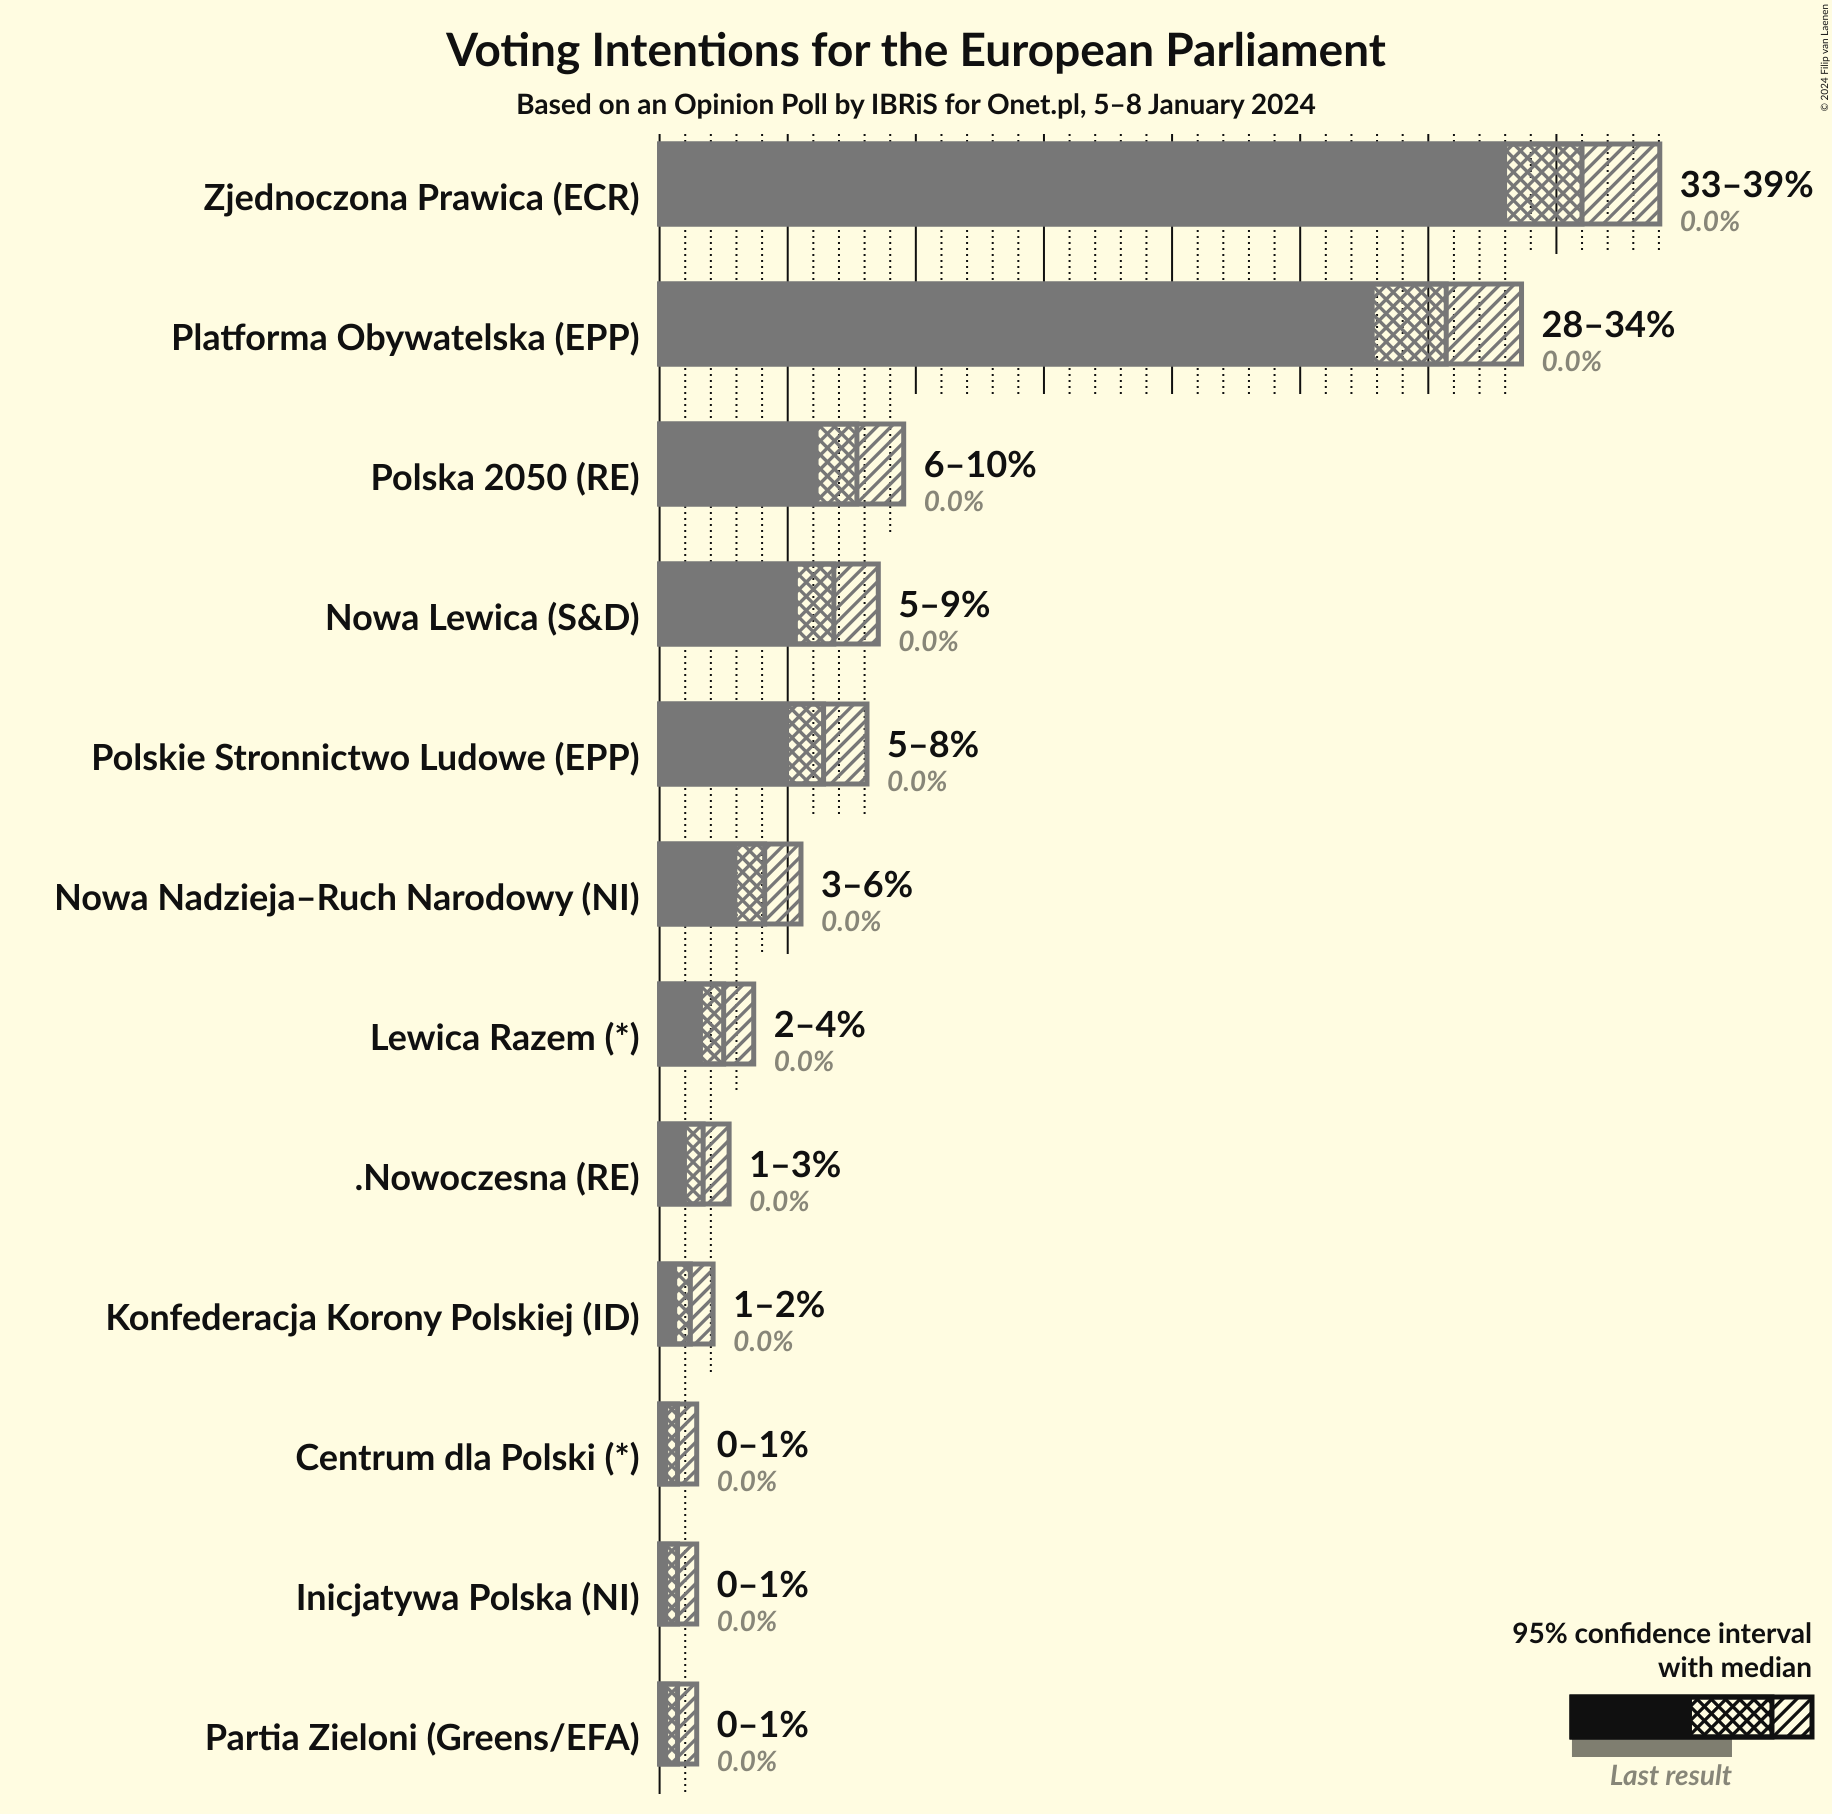 Voting Intentions for the European Parliament
Based on an Opinion Poll by IBRiS for Onet.pl, 5–8 January 2024
© 2024 Filip van Laenen
Zjednoczona Prawica (ECR)
33–39%
0.0%
Platforma Obywatelska (EPP)
28–34%
0.0%
Polska 2050 (RE)
6–10%
0.0%
Nowa Lewica (S&D)
5–9%
0.0%
Polskie Stronnictwo Ludowe (EPP)
5–8%
0.0%
Nowa Nadzieja–Ruch Narodowy (NI)
3–6%
0.0%
Lewica Razem (*)
2–4%
0.0%
.Nowoczesna (RE)
1–3%
0.0%
Konfederacja Korony Polskiej (ID)
1–2%
0.0%
Centrum dla Polski (*)
0–1%
0.0%
Inicjatywa Polska (NI)
0–1%
0.0%
Partia Zieloni (Greens/EFA)
0–1%
0.0%
95% confidence interval
with median
Last result